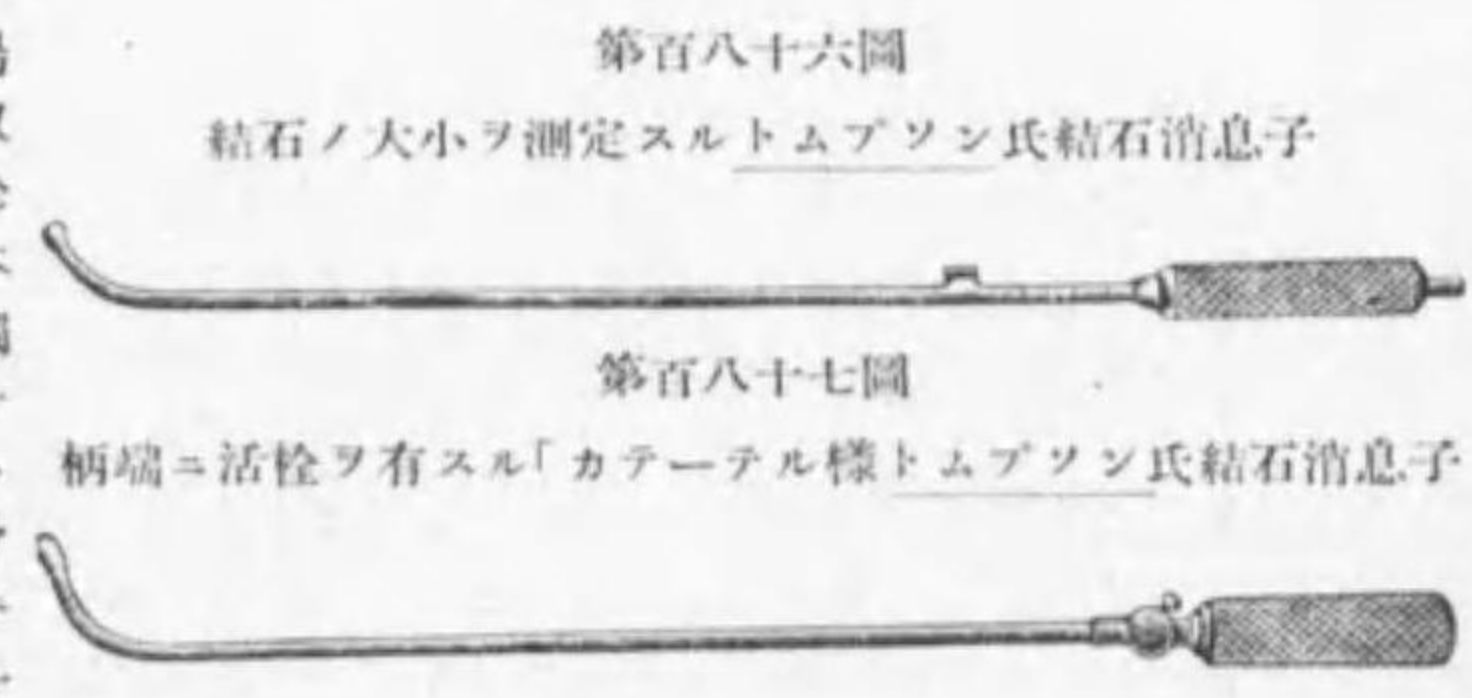 第百八十六圖
結石ノ大小ヲ測定スルトムプソン氏結石消息子
第百八十七圖
柄端ニ活栓ヲ有スル「カテーテル様トムプソン氏結石消息子